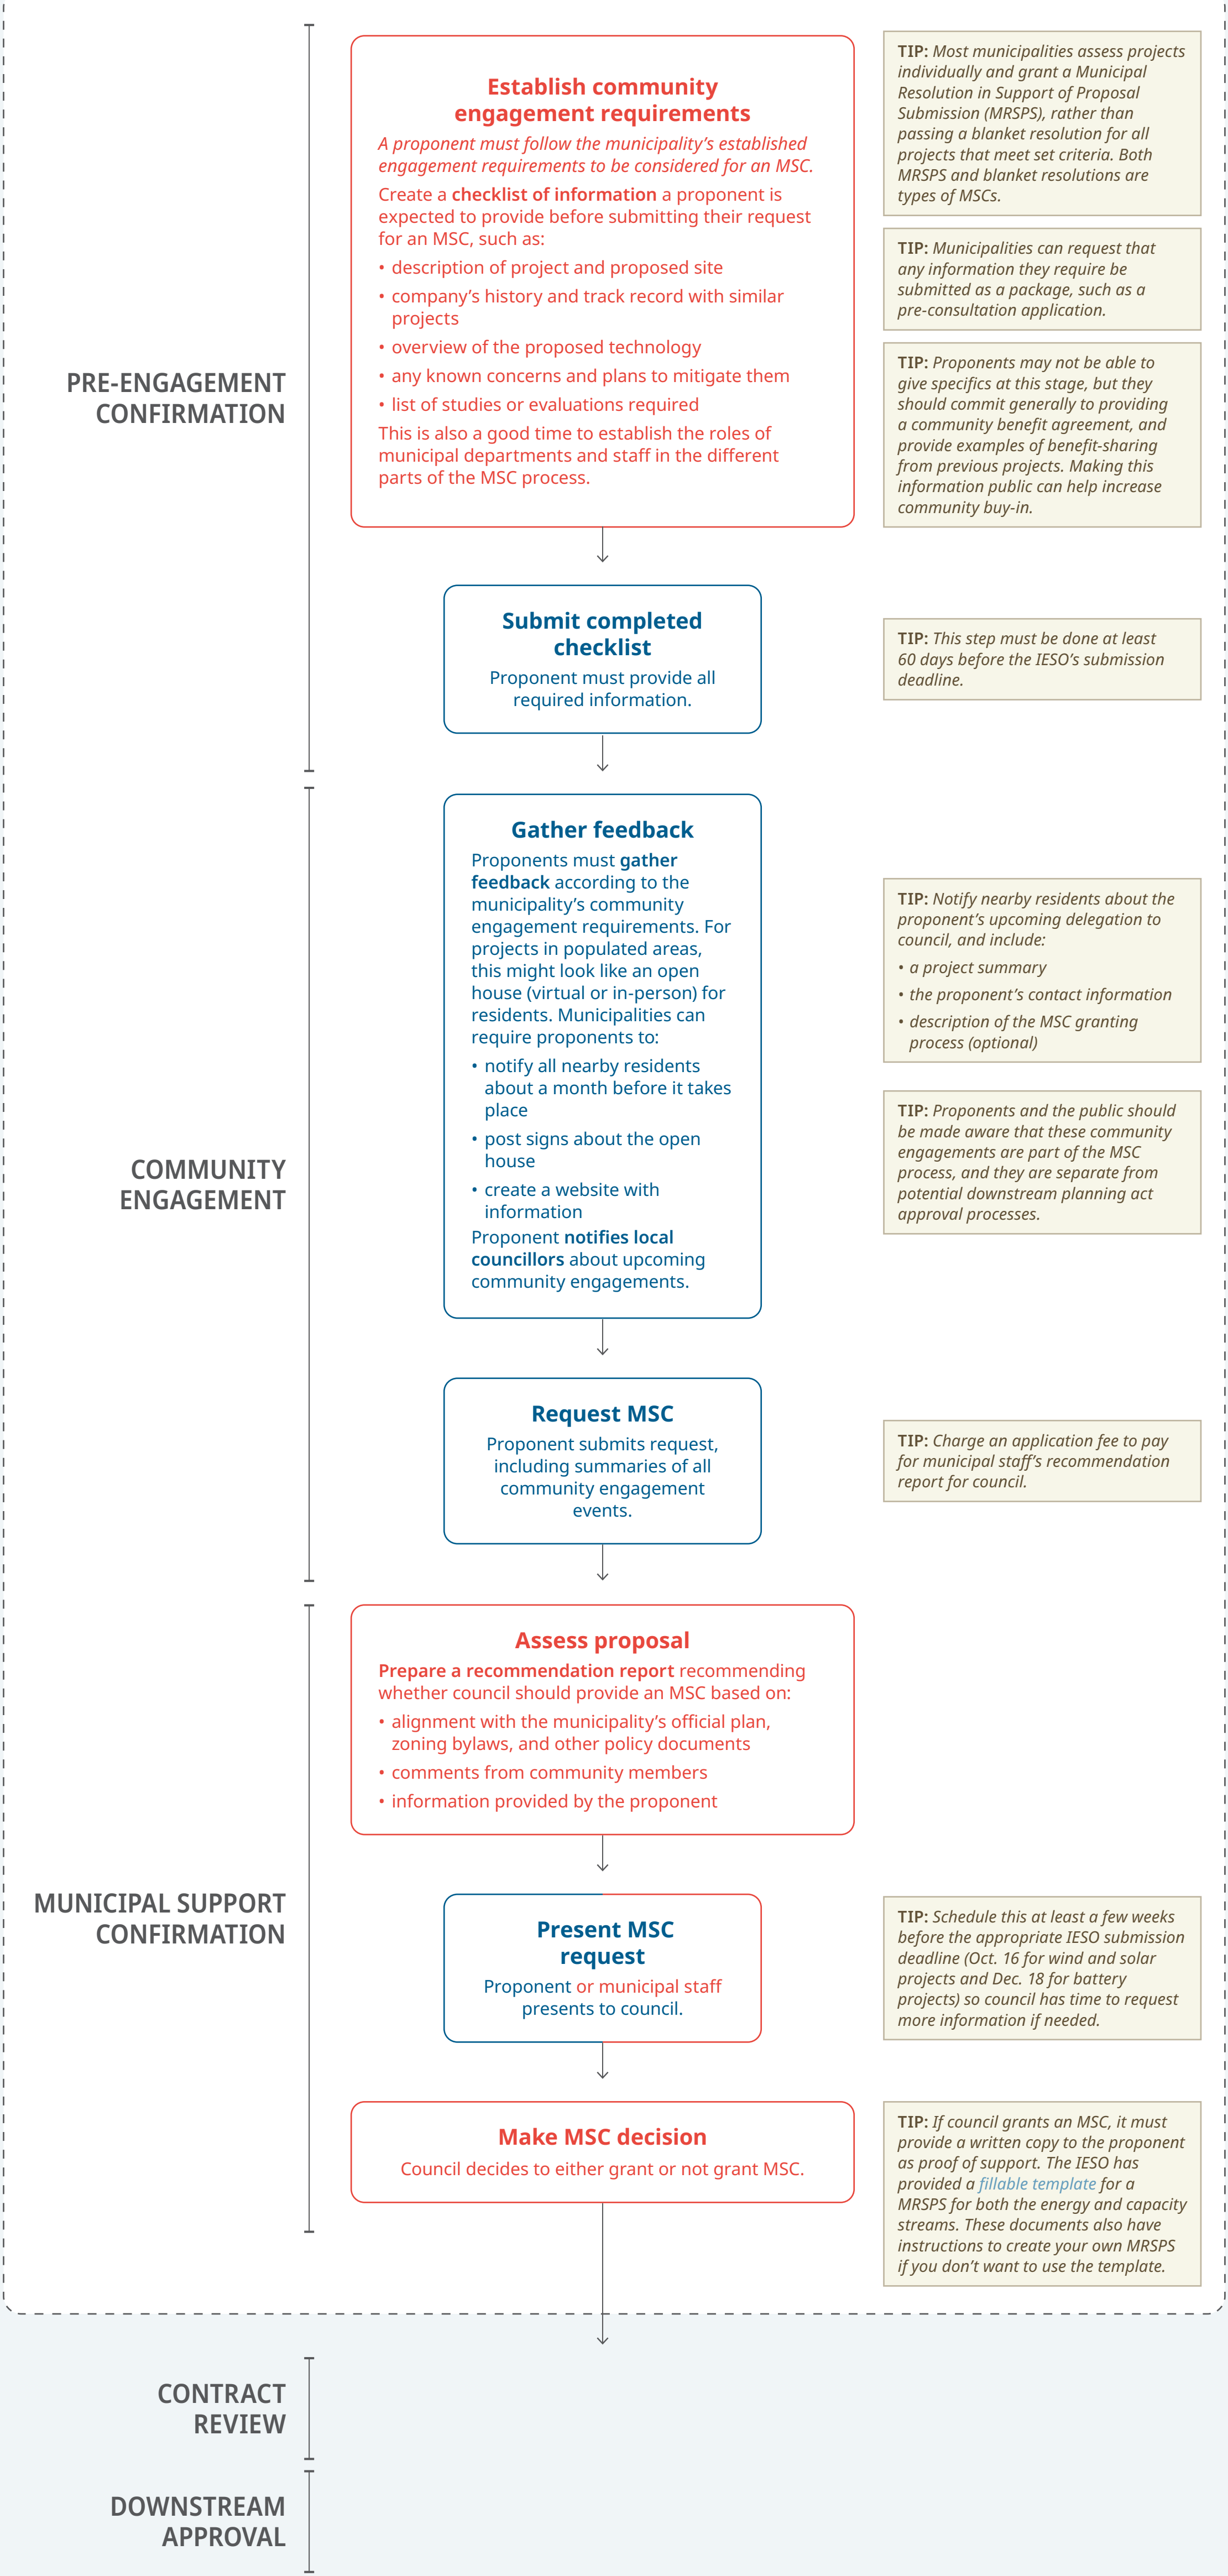 PRE-ENGAGEMENT
CONFIRMATION
Establish community
engagement requirements
A proponent must follow the municipality’s established
engagement requirements to be considered for an MSC.
Create a checklist of information a proponent is
expected to provide before submitting their request
for an MSC, such as:
• description of project and proposed site
• company’s history and track record with similar
projects
• overview of the proposed technology
• any known concerns and plans to mitigate them
• list of studies or evaluations required
This is also a good time to establish the roles of
municipal departments and staff in the different
parts of the MSC process.
TIP: Most municipalities assess projects
individually and grant a Municipal
Resolution in Support of Proposal
Submission (MRSPS), rather than
passing a blanket resolution for all
projects that meet set criteria. Both
MRSPS and blanket resolutions are
types of MSCs.
TIP: Municipalities can request that
any information they require be
submitted as a package, such as a
pre-consultation application.
TIP: Proponents may not be able to
give specifics at this stage, but they
should commit generally to providing
a community benefit agreement, and
provide examples of benefit-sharing
from previous projects. Making this
information public can help increase
community buy-in.
Submit completed
checklist
Proponent must provide all
required information.
TIP: This step must be done at least
60 days before the IESO’s submission
deadline.
COMMUNITY
ENGAGEMENT
Gather feedback
Proponents must gather
feedback according to the
municipality’s community
engagement requirements. For
projects in populated areas,
this might look like an open
house (virtual or in-person) for
residents. Municipalities can
require proponents to:
• notify all nearby residents
about a month before it takes
place
• post signs about the open
house
• create a website with
information
Proponent notifies local
councillors about upcoming
community engagements.
TIP: Notify nearby residents about the
proponent’s upcoming delegation to
council, and include:
• a project summary
• the proponent’s contact information
• description of the MSC granting
process (optional)
TIP: Proponents and the public should
be made aware that these community
engagements are part of the MSC
process, and they are separate from
potential downstream planning act
approval processes.
Request MSC
Proponent submits request,
including summaries of all
community engagement
events.
TIP: Charge an application fee to pay
for municipal staff’s recommendation
report for council.
MUNICIPAL SUPPORT
CONFIRMATION
Assess proposal
Prepare a recommendation report recommending
whether council should provide an MSC based on:
• alignment with the municipality’s official plan,
zoning bylaws, and other policy documents
• comments from community members
• information provided by the proponent
Present MSC
request
Proponent or municipal staff
presents to council.
TIP: Schedule this at least a few weeks
before the appropriate IESO submission
deadline (Oct. 16 for wind and solar
projects and Dec. 18 for battery
projects) so council has time to request
more information if needed.
Make MSC decision
Council decides to either grant or not grant MSC.
TIP: If council grants an MSC, it must
provide a written copy to the proponent
as proof of support. The IESO has
provided a fillable template for a
MRSPS for both the energy and capacity
streams. These documents also have
instructions to create your own MRSPS
if you don’t want to use the template.
CONTRACT
REVIEW
DOWNSTREAM
APPROVAL